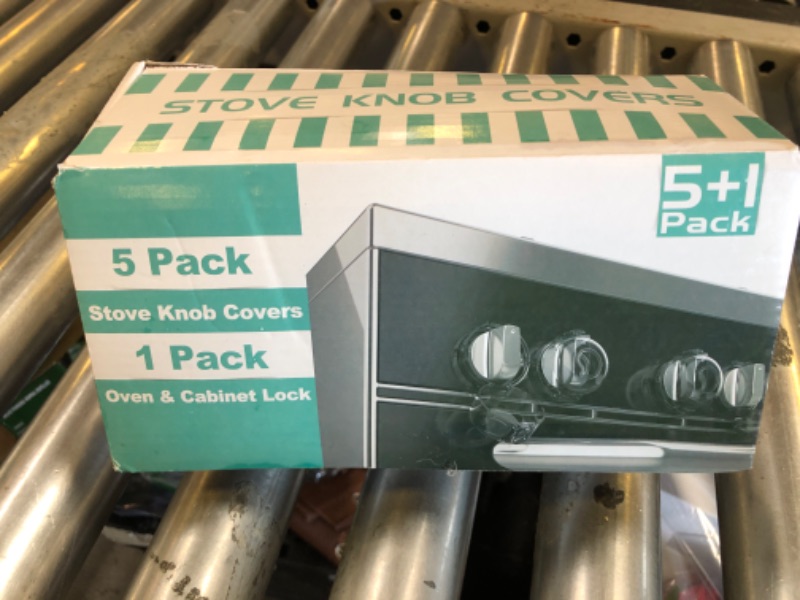 STOVE KNOB COVERS
5+1
Pack
5 Pack
Stove Knob Covers
1 Pack
Oven & Cabinet Lock